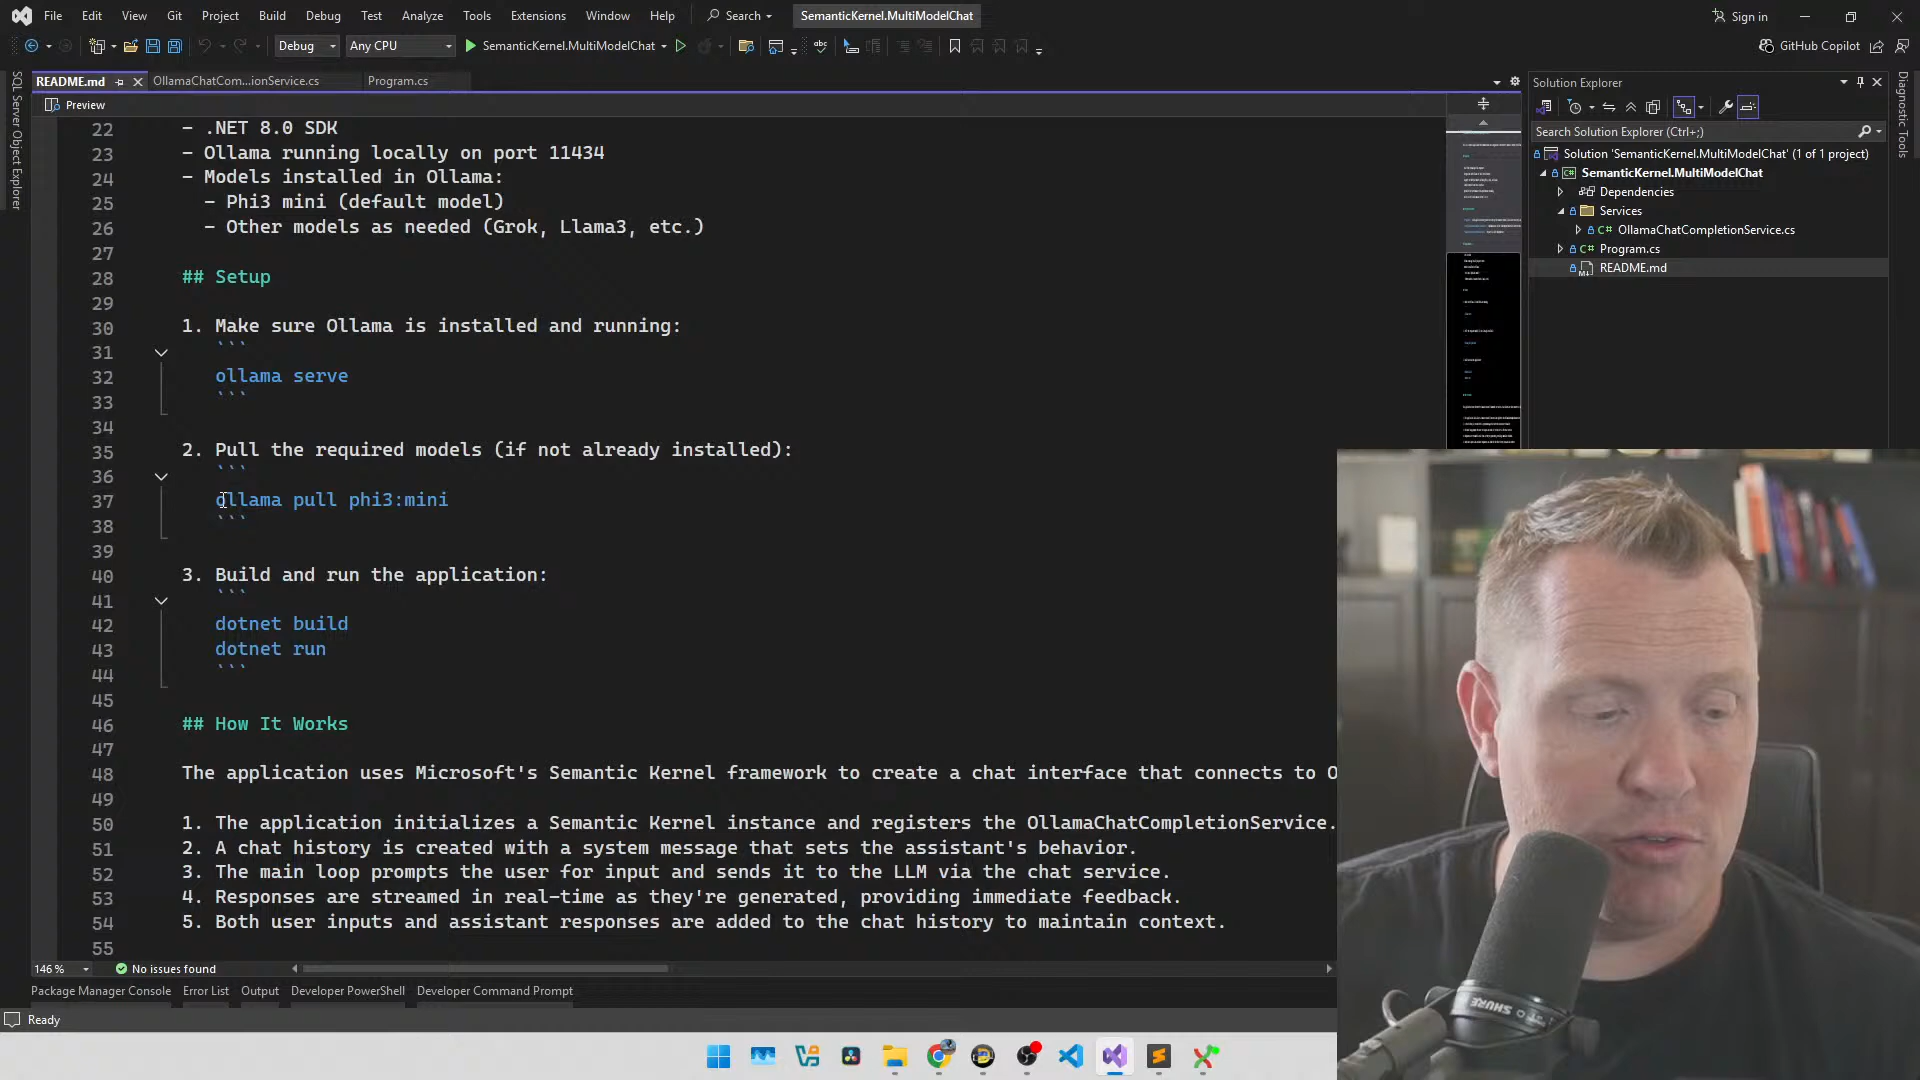 File Edit View Git Project Build Debug Test Analyze Tools Extensions Window Help Search SemanticKernel.MultiModelChat Sign in
Debug Any CPU SemanticKernel.MultiModelChat GitHub Copilot
README.md OllamaChatCom...ionService.cs Program.cs
Preview
22 - .NET 8.0 SDK
23 - Ollama running locally on port 11434
24 - Models installed in Ollama:
25 - Phi3 mini (default model)
26 - Other models as needed (Grok, Llama3, etc.)
27
28 ## Setup
29
30 1. Make sure Ollama is installed and running:
31 ```
32 ollama serve
33 ```
34
35 2. Pull the required models (if not already installed):
36 ```
37 ollama pull phi3:mini
38 ```
39
40 3. Build and run the application:
41 ```
42 dotnet build
43 dotnet run
44 ```
45
46 ## How It Works
47
48 The application uses Microsoft's Semantic Kernel framework to create a chat interface that connects to O
49
50 1. The application initializes a Semantic Kernel instance and registers the OllamaChatCompletionService.
51 2. A chat history is created with a system message that sets the assistant's behavior.
52 3. The main loop prompts the user for input and sends it to the LLM via the chat service.
53 4. Responses are streamed in real-time as they're generated, providing immediate feedback.
54 5. Both user inputs and assistant responses are added to the chat history to maintain context.
55
146 % No issues found
Package Manager Console Error List Output Developer PowerShell Developer Command Prompt
Ready
SQL Server Object Explorer
Solution Explorer
Search Solution Explorer (Ctrl+;)
Solution 'SemanticKernel.MultiModelChat' (1 of 1 project)
SemanticKernel.MultiModelChat
Dependencies
Services
OllamaChatCompletionService.cs
Program.cs
README.md
Diagnostic Tools
SHURE